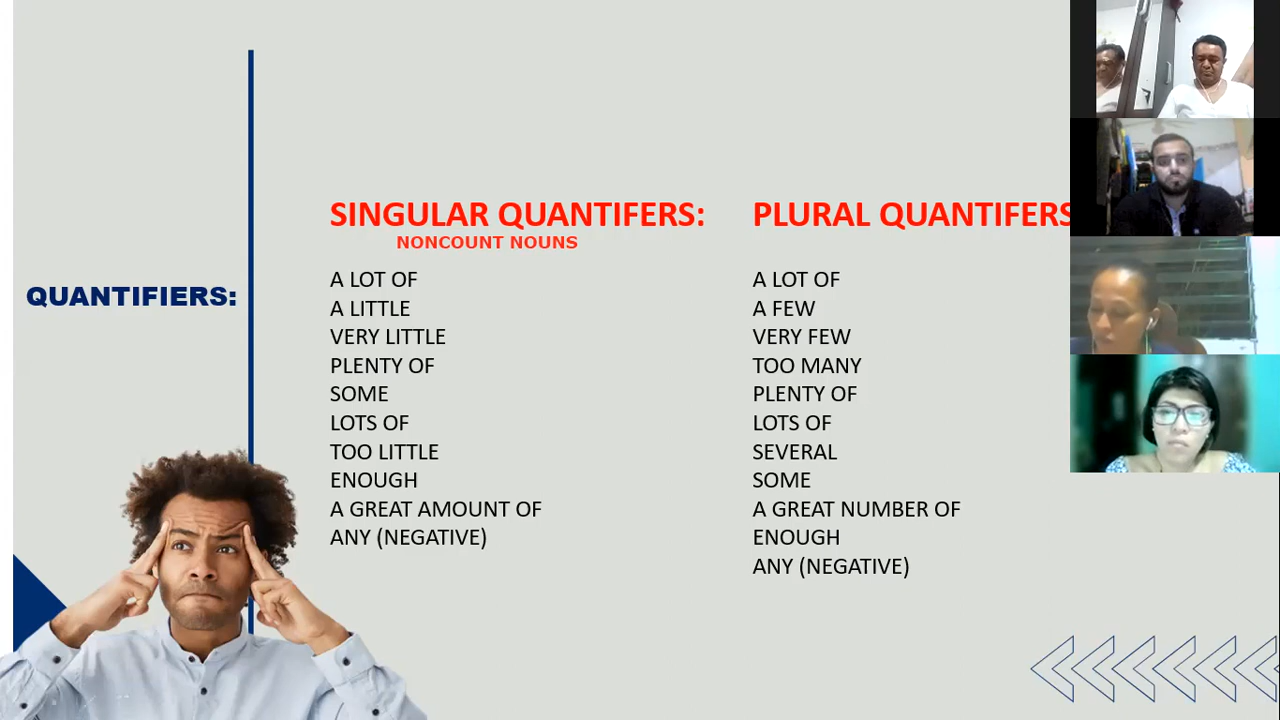 QUANTIFIERS:
SINGULAR QUANTIFERS:
NONCOUNT NOUNS
A LOT OF
A LITTLE
VERY LITTLE
PLENTY OF
SOME
LOTS OF
TOO LITTLE
ENOUGH
A GREAT AMOUNT OF
ANY (NEGATIVE)
PLURAL QUANTIFERS
A LOT OF
A FEW
VERY FEW
TOO MANY
PLENTY OF
LOTS OF
SEVERAL
SOME
A GREAT NUMBER OF
ENOUGH
ANY (NEGATIVE)